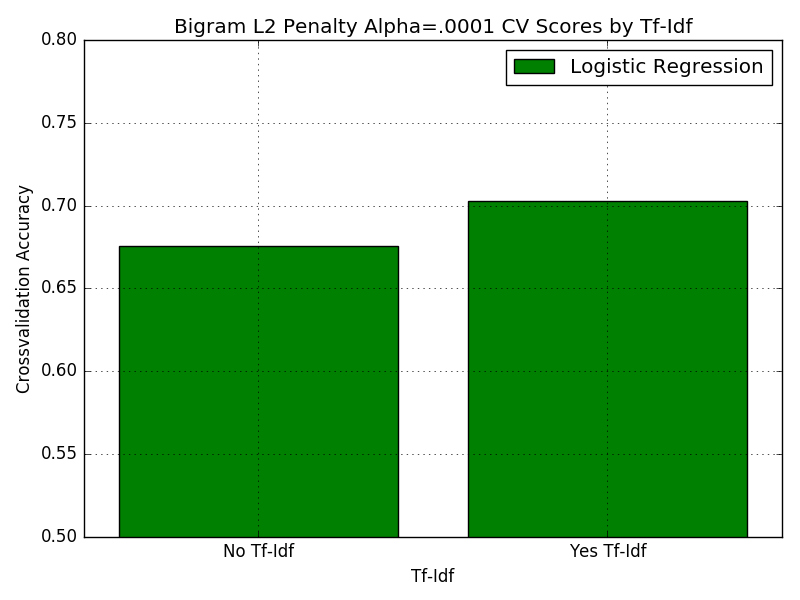 Bigram L2 Penalty Alpha=.0001 CV Scores by Tf-Idf
Logistic Regression
Crossvalidation Accuracy
0.80
0.75
0.70
0.65
0.60
0.55
0.50
No Tf-Idf
Yes Tf-Idf
Tf-Idf